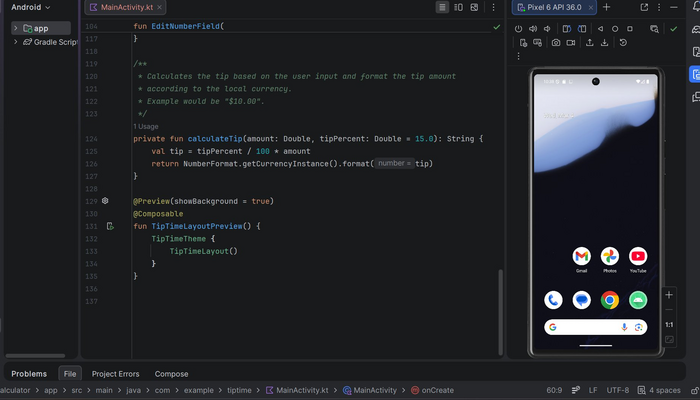 Android
MainActivity.kt
Pixel 6 API 36.0
app
Gradle Script
104
fun EditNumberField(
117
}
118
119
/**
120
* Calculates the tip based on the user input and format the tip amount
121
* according to the local currency.
122
* Example would be "$10.00".
123
*/
1 Usage
124
private fun calculateTip(amount: Double, tipPercent: Double = 15.0): String {
125
val tip = tipPercent / 100 * amount
126
return NumberFormat.getCurrencyInstance().format( number = tip)
127
}
128
129
@Preview(showBackground = true)
130
@Composable
131
fun TipTimeLayoutPreview() {
132
TipTimeTheme {
133
TipTimeLayout()
134
}
135
}
136
137
Gmail
Photos
YouTube
1:1
Problems
File
Project Errors
Compose
alculator > app > src > main > java > com > example > tiptime > MainActivity.kt > MainActivity > onCreate
60:9
LF
UTF-8
4 spaces